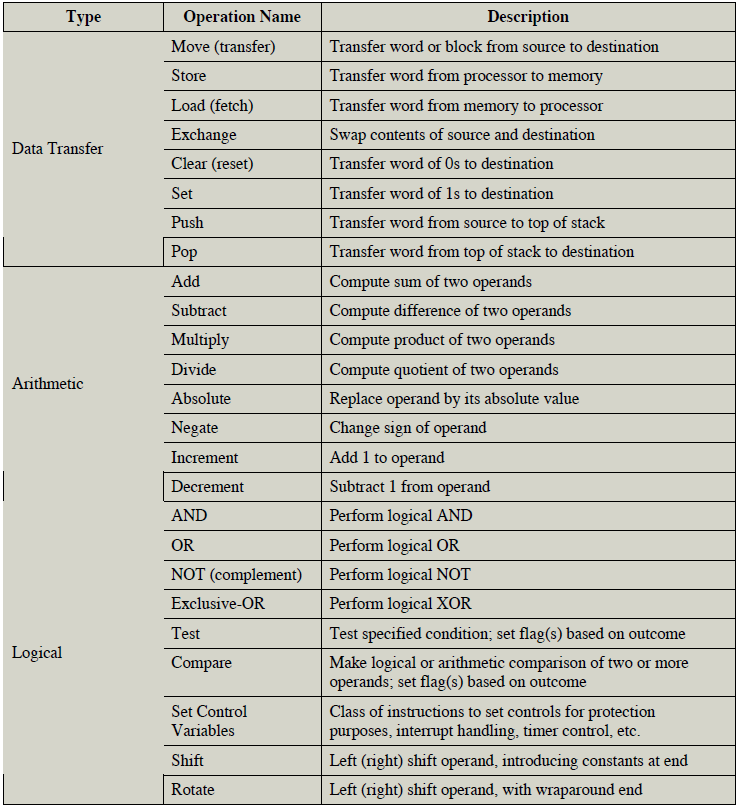 Type Operation Name Description
Data Transfer
Move (transfer) Transfer word or block from source to destination
Store Transfer word from processor to memory
Load (fetch) Transfer word from memory to processor
Exchange Swap contents of source and destination
Clear (reset) Transfer word of 0s to destination
Set Transfer word of 1s to destination
Push Transfer word from source to top of stack
Pop Transfer word from top of stack to destination
Arithmetic
Add Compute sum of two operands
Subtract Compute difference of two operands
Multiply Compute product of two operands
Divide Compute quotient of two operands
Absolute Replace operand by its absolute value
Negate Change sign of operand
Increment Add 1 to operand
Decrement Subtract 1 from operand
Logical
AND Perform logical AND
OR Perform logical OR
NOT (complement) Perform logical NOT
Exclusive-OR Perform logical XOR
Test Test specified condition; set flag(s) based on outcome
Compare Make logical or arithmetic comparison of two or more
operands; set flag(s) based on outcome
Set Control Class of instructions to set controls for protection
Variables purposes, interrupt handling, timer control, etc.
Shift Left (right) shift operand, introducing constants at end
Rotate Left (right) shift operand, with wraparound end